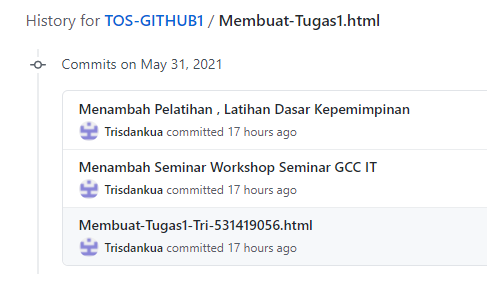 History for TOS-GITHUB1 / Membuat-Tugas1.html
Commits on May 31, 2021
Menambah Pelatihan , Latihan Dasar Kepemimpinan
Trisdankua committed 17 hours ago
Menambah Seminar Workshop Seminar GCC IT
Trisdankua committed 17 hours ago
Membuat-Tugas1-Tri-531419056.html
Trisdankua committed 17 hours ago